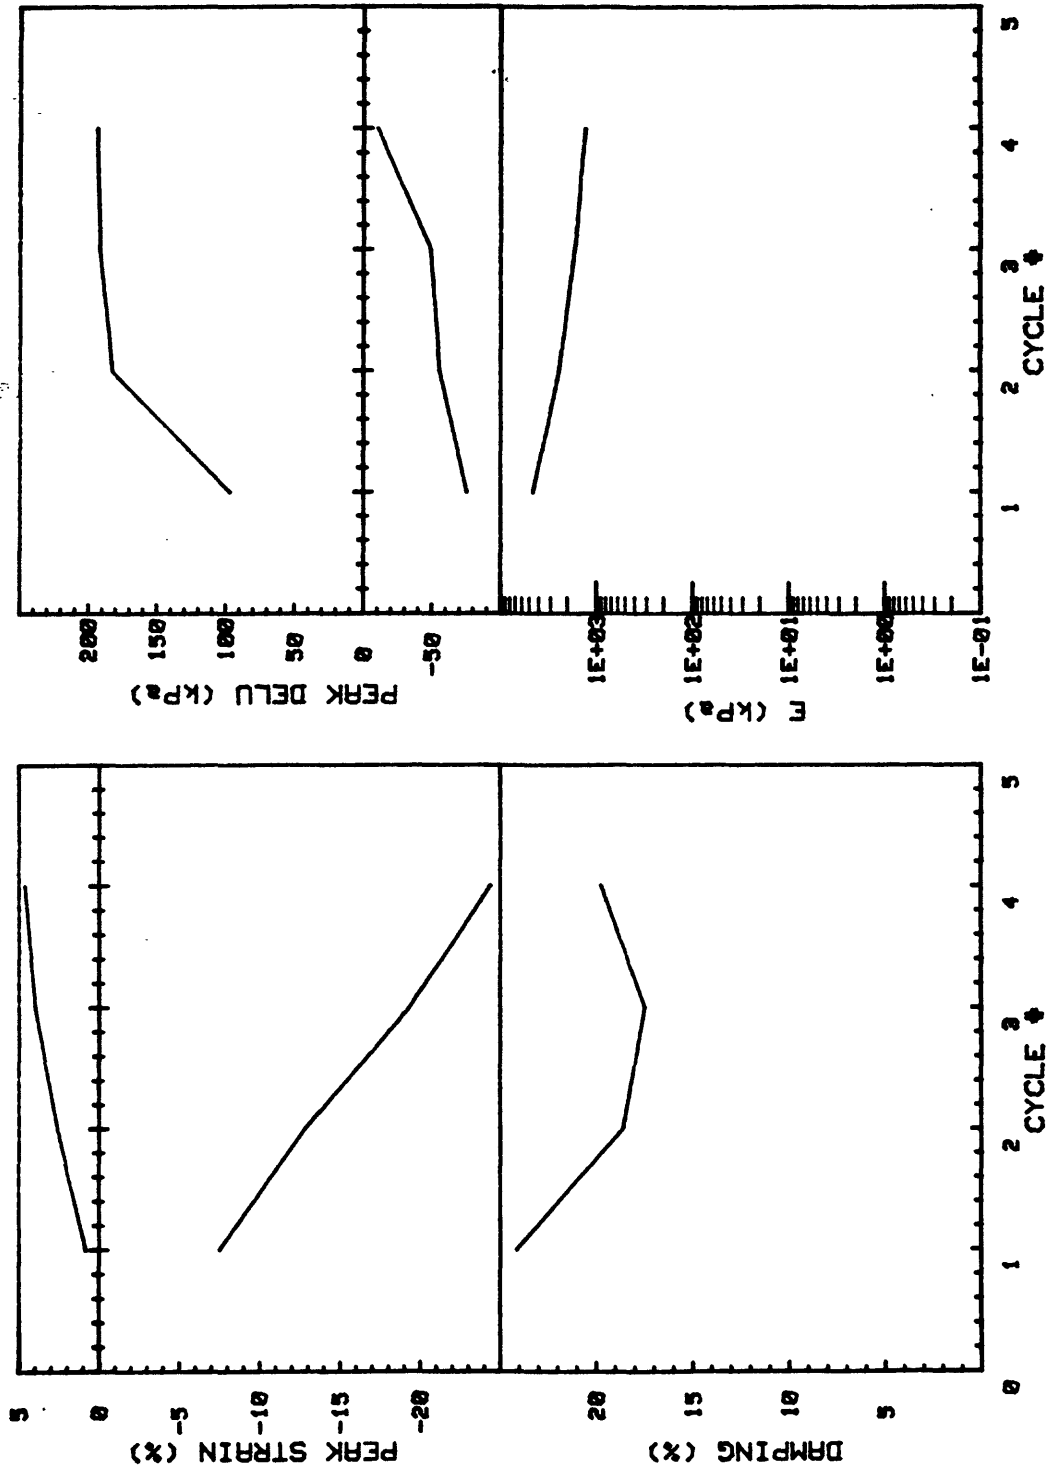 200
150
100
50
0
-50
PEAK DELU (kPa)
1E+03
1E+02
1E+01
1E+00
1E-01
E (kPa)
1
2
3
4
5
CYCLE #
5
0
-5
-10
-15
-20
PEAK STRAIN (%)
20
15
10
5
DAMPING (%)
0
1
2
3
4
5
CYCLE #